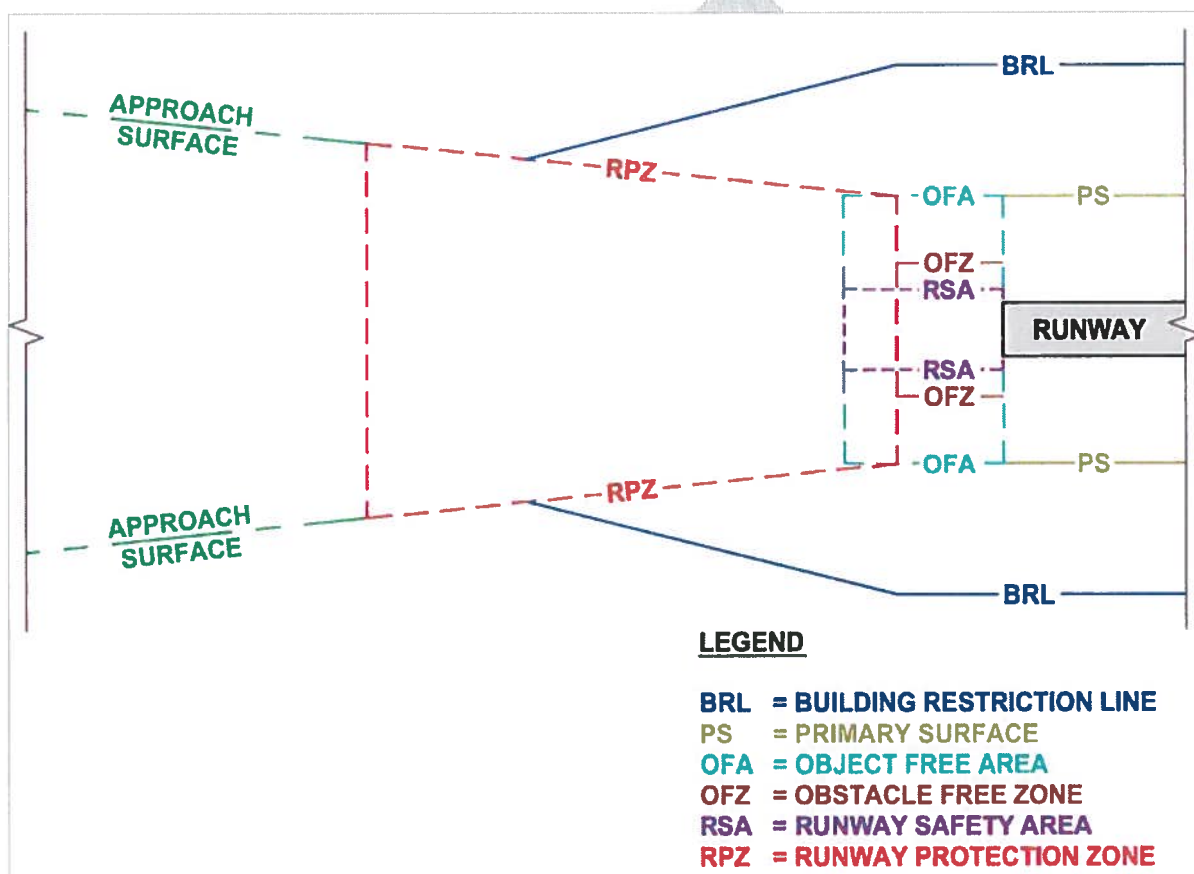 BRL
APPROACH
SURFACE
RPZ
OFA
PS
OFZ
RSA
RUNWAY
RSA
OFZ
OFA
PS
RPZ
APPROACH
SURFACE
BRL
LEGEND
BRL = BUILDING RESTRICTION LINE
PS = PRIMARY SURFACE
OFA = OBJECT FREE AREA
OFZ = OBSTACLE FREE ZONE
RSA = RUNWAY SAFETY AREA
RPZ = RUNWAY PROTECTION ZONE